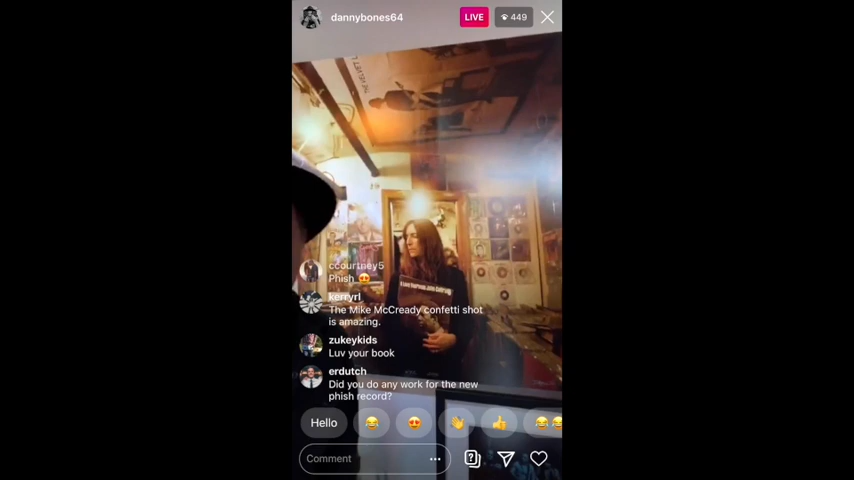 dannybones64
LIVE
449
ccourtney5
Phish 😍
kerryrl
The Mike McCready confetti shot
is amazing.
zukeykids
Luv your book
erdutch
Did you do any work for the new
phish record?
Hello
Comment